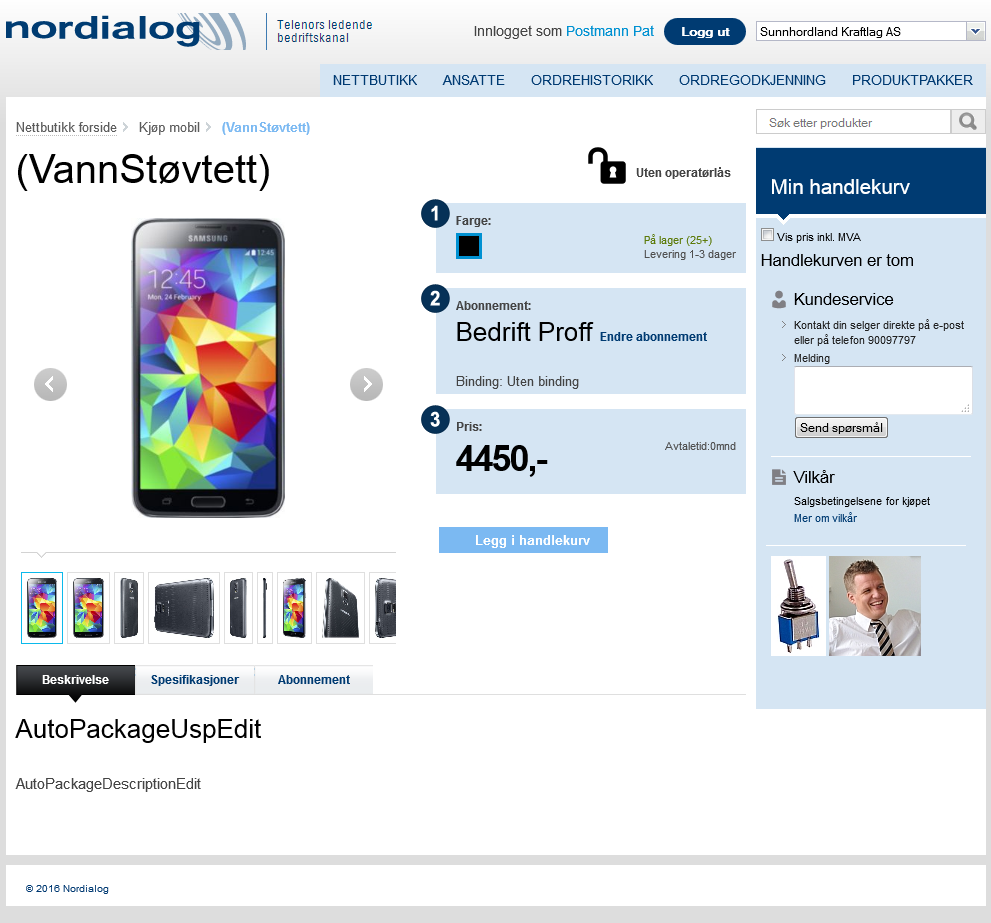 nordialog
Telenors ledende
bedriftskanal
Innlogget som Postmann Pat
Logg ut
Sunnhordland Kraftlag AS
NETTBUTIKK ANSATTE ORDREHISTORIKK ORDREGODKJENNING PRODUKTPAKKER
Nettbutikk forside
Kjøp mobil
(VannStøvtett)
Søk etter produkter
(VannStøvtett)
Uten operatørlås
SAMSUNG
12:45
12:45
Mon, 24 February
1
Farge:
På lager (25+)
Levering 1-3 dager
2
Abonnement:
Bedrift Proff Endre abonnement
Binding: Uten binding
3
Pris:
4450,-
Avtaletid:0mnd
Legg i handlekurv
Min handlekurv
Vis pris inkl. MVA
Handlekurven er tom
Kundeservice
Kontakt din selger direkte på e-post
eller på telefon 90097797
Melding
Send spørsmål
Vilkår
Salgsbetingelsene for kjøpet
Mer om vilkår
Beskrivelse Spesifikasjoner Abonnement
AutoPackageUspEdit
AutoPackageDescriptionEdit
© 2016 Nordialog